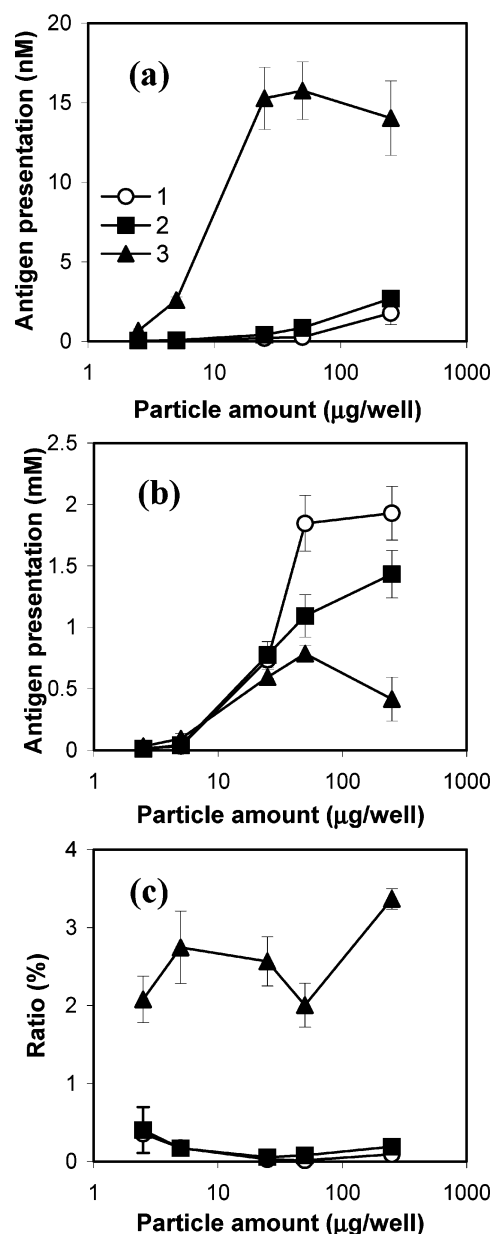 20
15
10
5
0
Antigen presentation (nM)
(a)
1
2
3
1 10 100 1000
Particle amount (μg/well)
2.5
2
1.5
1
0.5
0
Antigen presentation (mM)
(b)
1 10 100 1000
Particle amount (μg/well)
4
3
2
1
0
Ratio (%)
(c)
1 10 100 1000
Particle amount (μg/well)